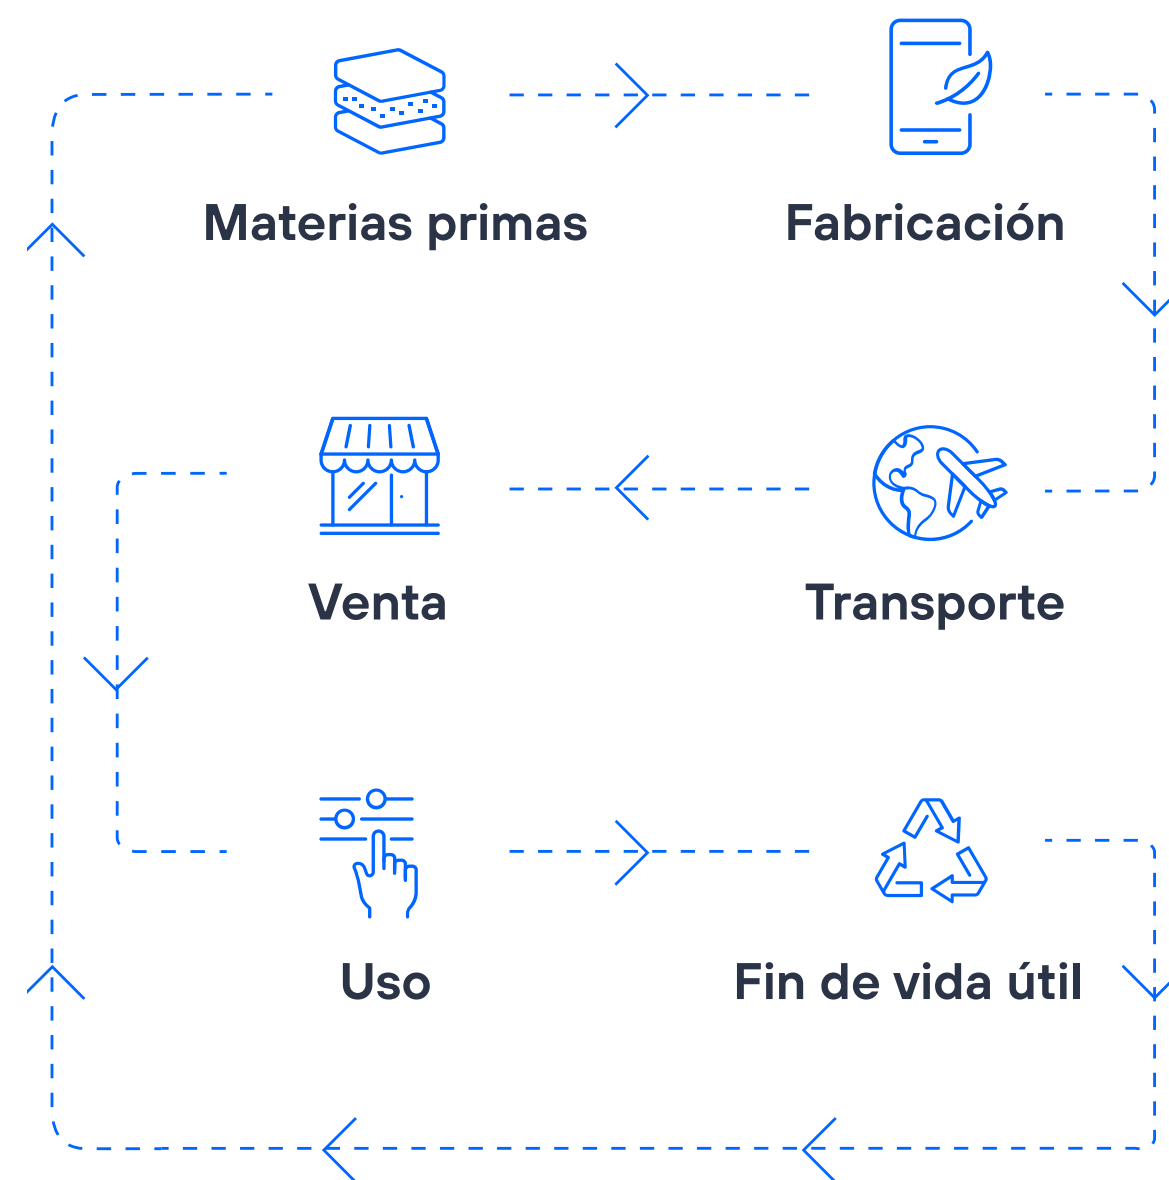 Materias primas
Fabricación
Venta
Transporte
Uso
Fin de vida útil